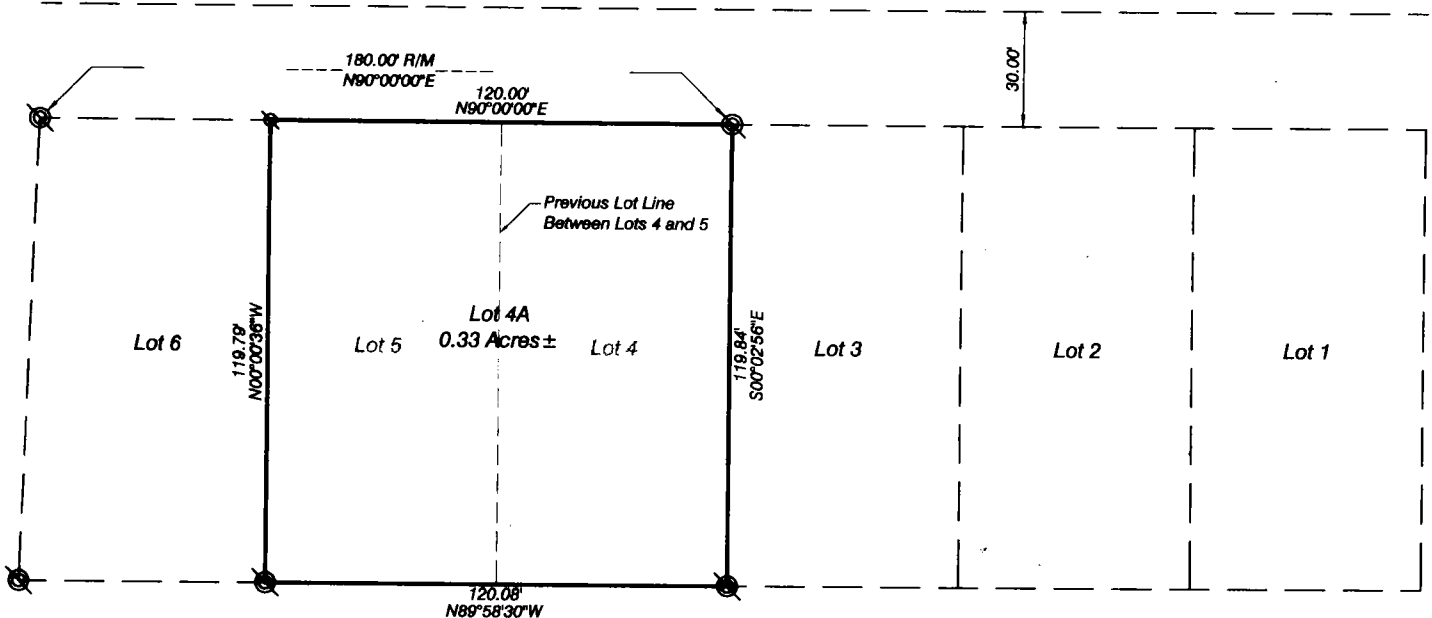 180.00' R/M
N90°00'00"E
120.00'
N90°00'00"E
30.00'
Previous Lot Line
Between Lots 4 and 5
Lot 6
119.79'
N00°00'36"W
Lot 5
Lot 4A
0.33 Acres±
Lot 4
119.84'
S00°02'56"E
Lot 3
Lot 2
Lot 1
120.08'
N89°58'30"W